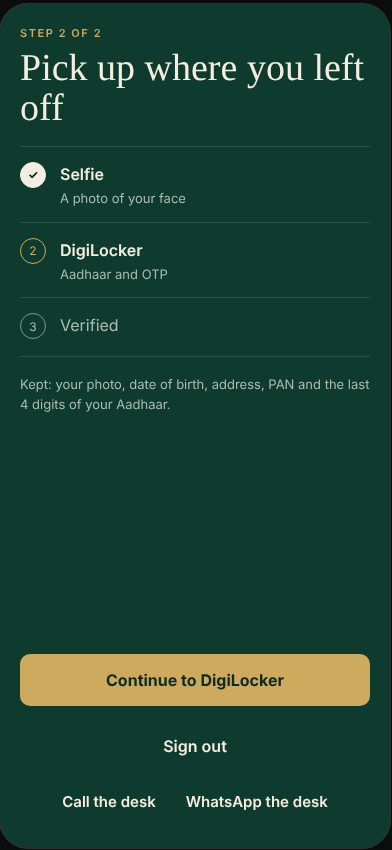 STEP 2 OF 2
Pick up where you left
off
Selfie
A photo of your face
2
DigiLocker
Aadhaar and OTP
3
Verified
Kept: your photo, date of birth, address, PAN and the last
4 digits of your Aadhaar.
Continue to DigiLocker
Sign out
Call the desk
WhatsApp the desk